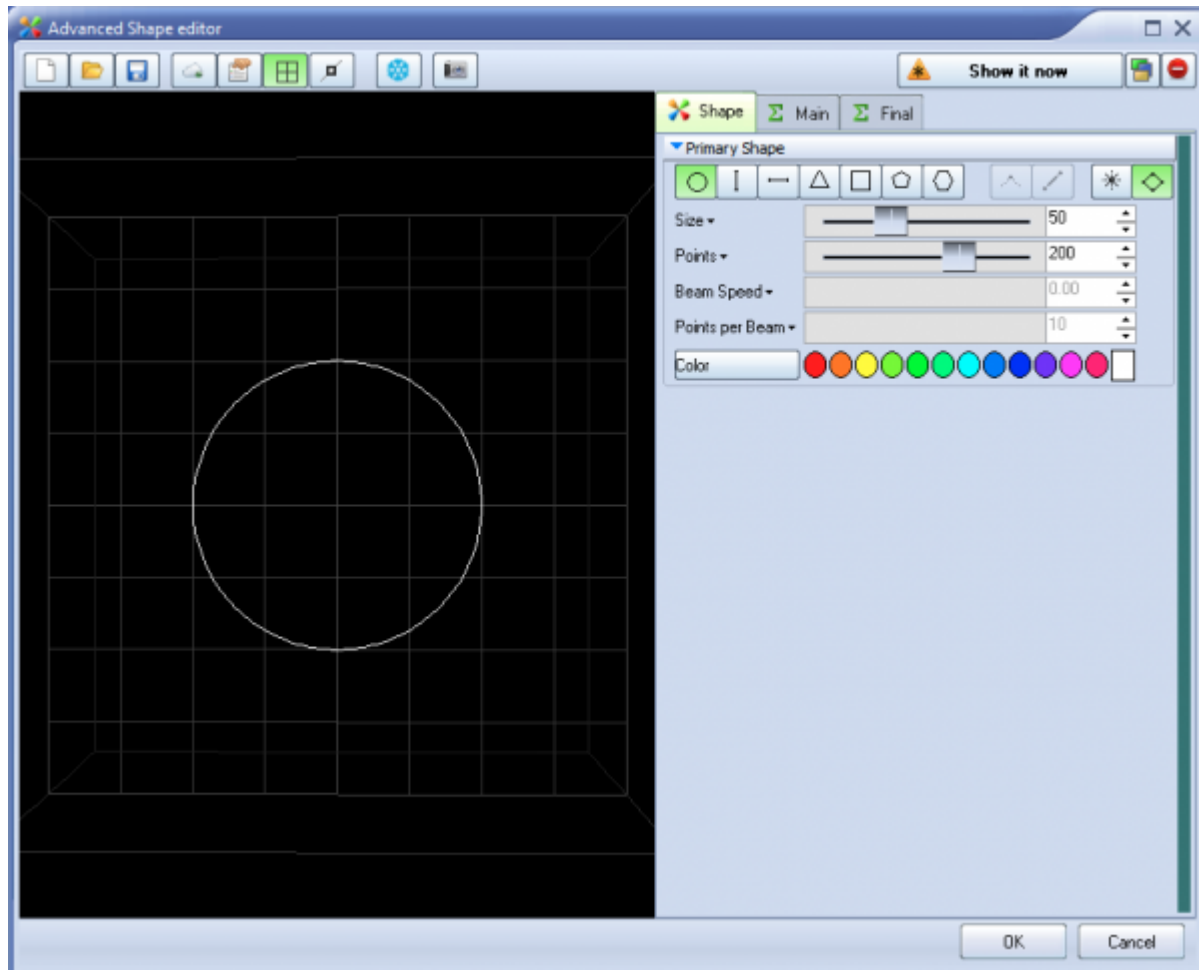 Advanced Shape editor
Show it now
Shape Σ Main Σ Final
Primary Shape
Size 50
Points 200
Beam Speed 0.00
Points per Beam 10
Color
OK Cancel